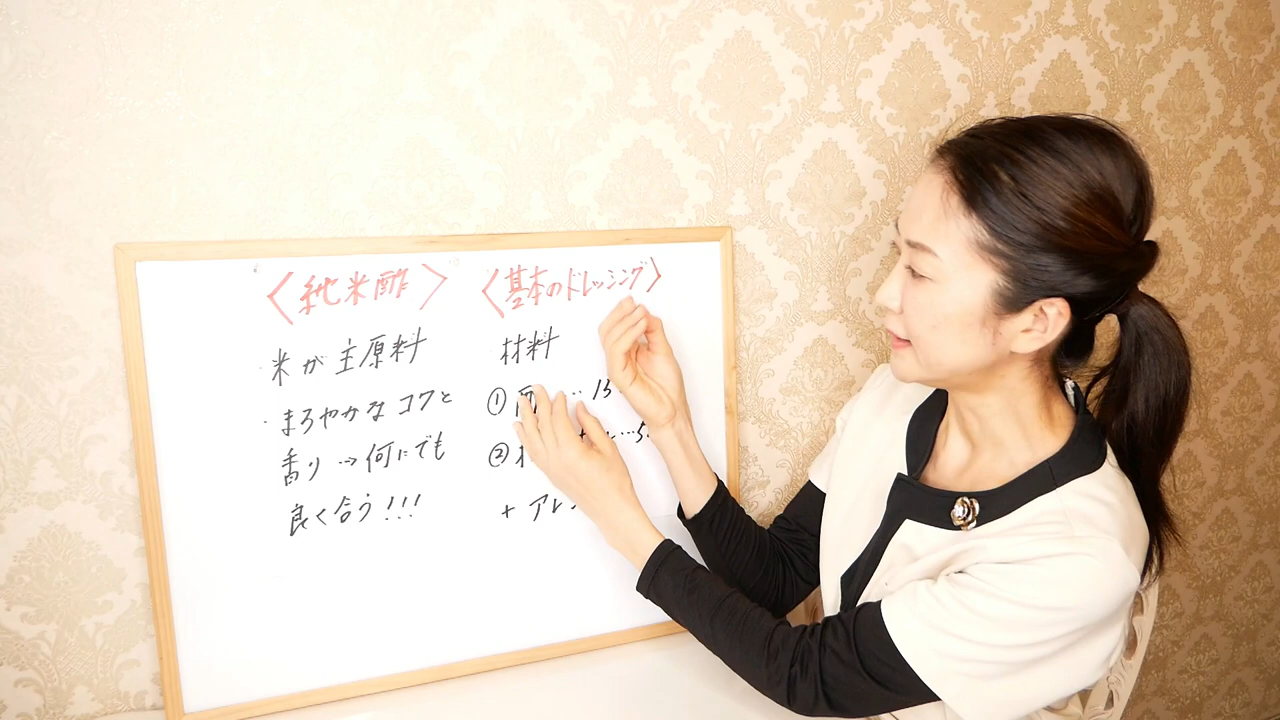 〈純米酢〉
・米が主原料
・まろやかなコクと
香り→何にでも
良く合う!!!
〈基本のドレッシング〉
材料
①
②
+ アレン